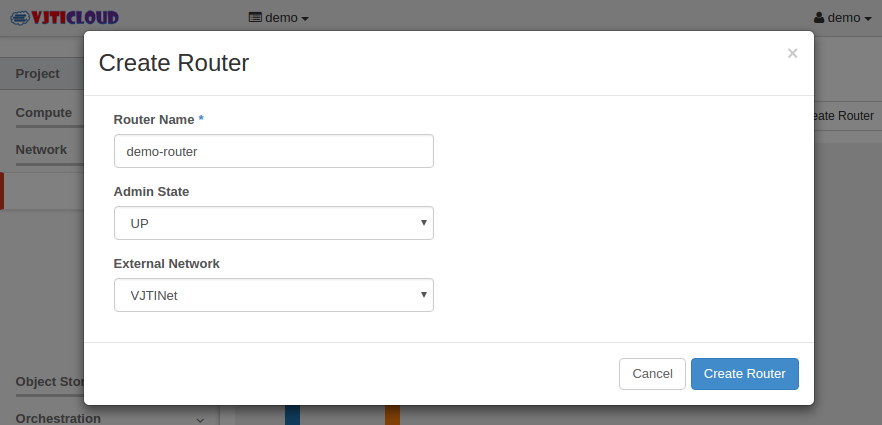 VJTICLOUD
demo
demo
Create Router
×
Project
Compute
Network
Router Name *
demo-router
eate Router
Admin State
UP
External Network
VJTINet
Cancel
Create Router
Object Stor
Orchestration